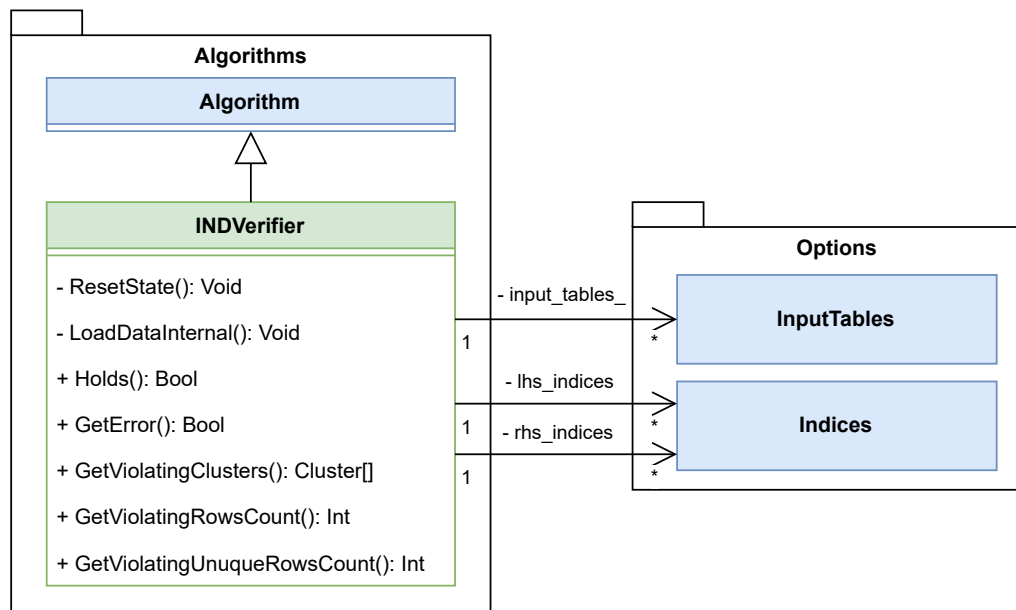 Algorithms
Algorithm
INDVerifier
- ResetState(): Void
- LoadDataInternal(): Void
+ Holds(): Bool
+ GetError(): Bool
+ GetViolatingClusters(): Cluster[]
+ GetViolatingRowsCount(): Int
+ GetViolatingUnuqueRowsCount(): Int
- input_tables_
1
*
- lhs_indices
1
*
- rhs_indices
1
*
Options
InputTables
Indices